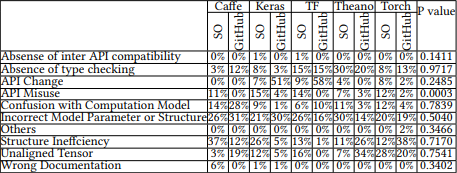 Caffe Keras TF Theano Torch P value
SO GitHub SO GitHub SO GitHub SO GitHub SO GitHub
Absense of inter API compatibility 0% 0% 1% 0% 1% 0% 0% 0% 0% 0% 0.1411
Absence of type checking 3% 12% 8% 3% 15% 15% 30% 20% 8% 13% 0.9717
API Change 0% 0% 7% 51% 9% 58% 4% 0% 8% 2% 0.2485
API Misuse 11% 0% 15% 4% 14% 0% 7% 3% 12% 2% 0.0003
Confusion with Computation Model 14% 28% 9% 1% 6% 10% 11% 3% 12% 4% 0.7839
Incorrect Model Parameter or Structure 26% 31% 21% 30% 26% 16% 30% 14% 20% 19% 0.5040
Others 0% 0% 0% 0% 0% 0% 0% 0% 0% 2% 0.3466
Structure Ineffciency 37% 12% 26% 5% 13% 1% 11% 26% 12% 38% 0.7170
Unaligned Tensor 3% 19% 12% 5% 16% 0% 7% 34% 28% 20% 0.7541
Wrong Documentation 6% 0% 1% 1% 0% 0% 0% 0% 0% 0% 0.3402